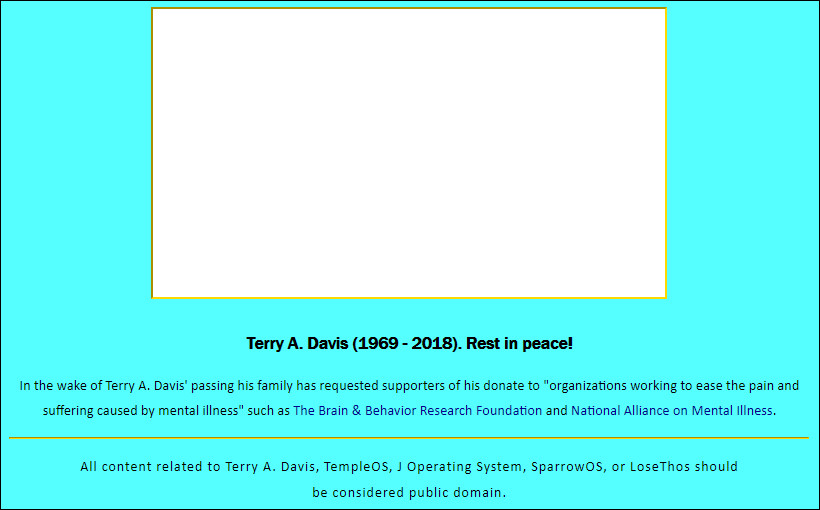 Terry A. Davis (1969 - 2018). Rest in peace!
In the wake of Terry A. Davis' passing his family has requested supporters of his donate to "organizations working to ease the pain and
suffering caused by mental illness" such as The Brain & Behavior Research Foundation and National Alliance on Mental Illness.
All content related to Terry A. Davis, TempleOS, J Operating System, SparrowOS, or LoseThos should
be considered public domain.